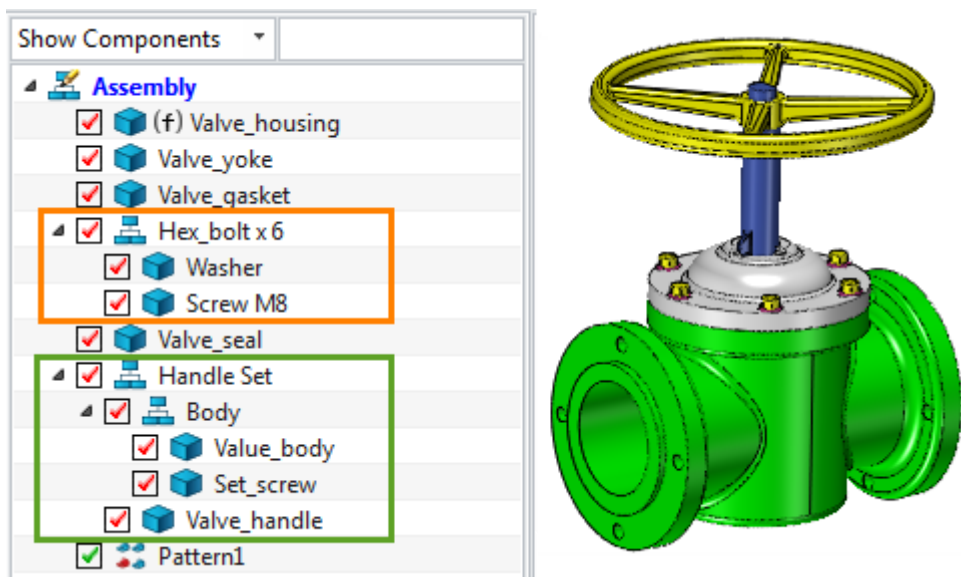 Show Components
Assembly
(f) Valve_housing
Valve_yoke
Valve_gasket
Hex_bolt x 6
Washer
Screw M8
Valve_seal
Handle Set
Body
Value_body
Set_screw
Valve_handle
Pattern1